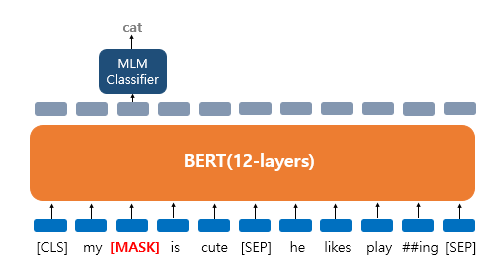 cat
MLM
Classifier
BERT(12-layers)
[CLS] my [MASK] is cute [SEP] he likes play ##ing [SEP]